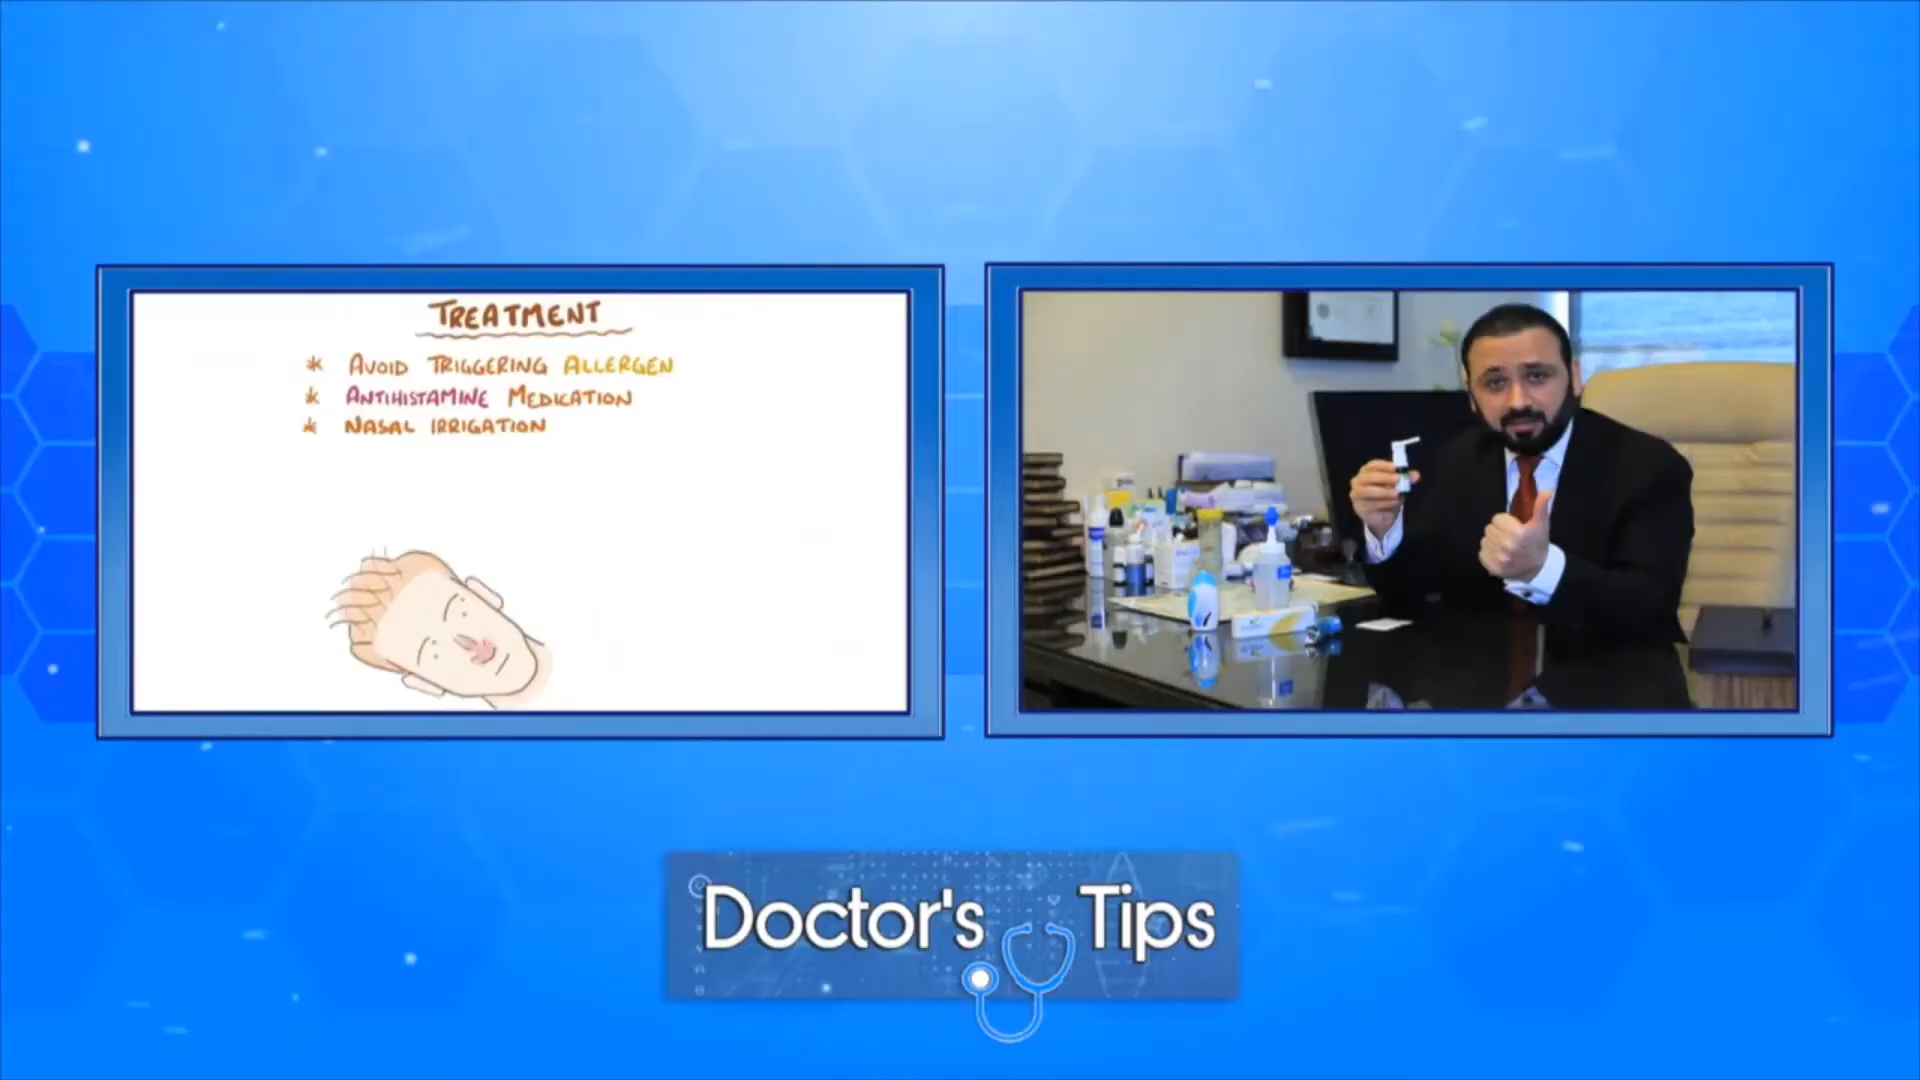 TREATMENT
* AVOID TRIGGERING ALLERGEN
* ANTIHISTAMINE MEDICATION
* NASAL IRRIGATION
Doctor's Tips